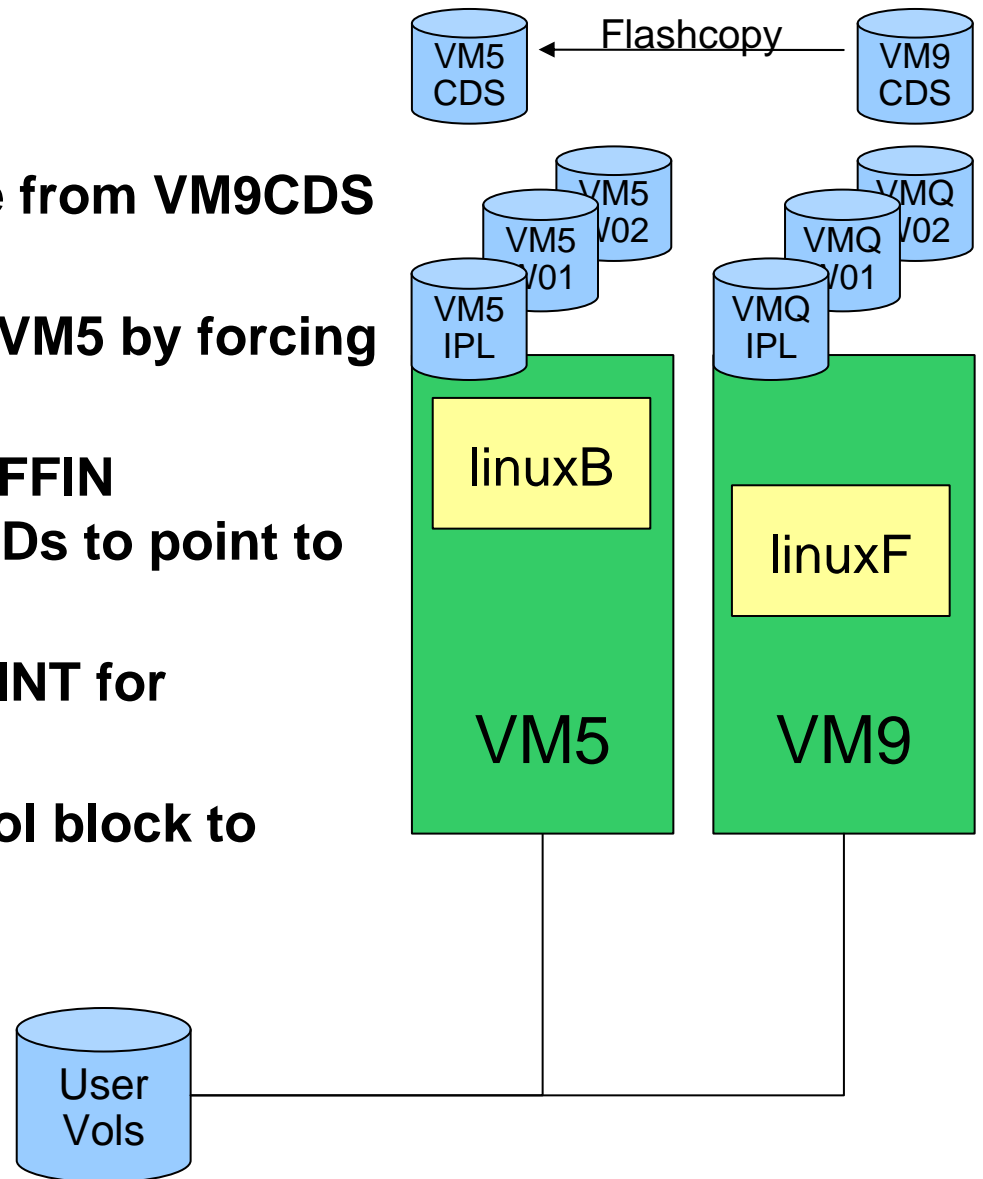 Flashcopy
VM5
CDS
VM9
CDS
e from VM9CDS
VM5 by forcing
FFIN
Ds to point to
INT for
ol block to
VM5
/02
VM5
/01
VM5
IPL
VMQ
/02
VMQ
/01
VMQ
IPL
linuxB
linuxF
VM5
VM9
User
Vols